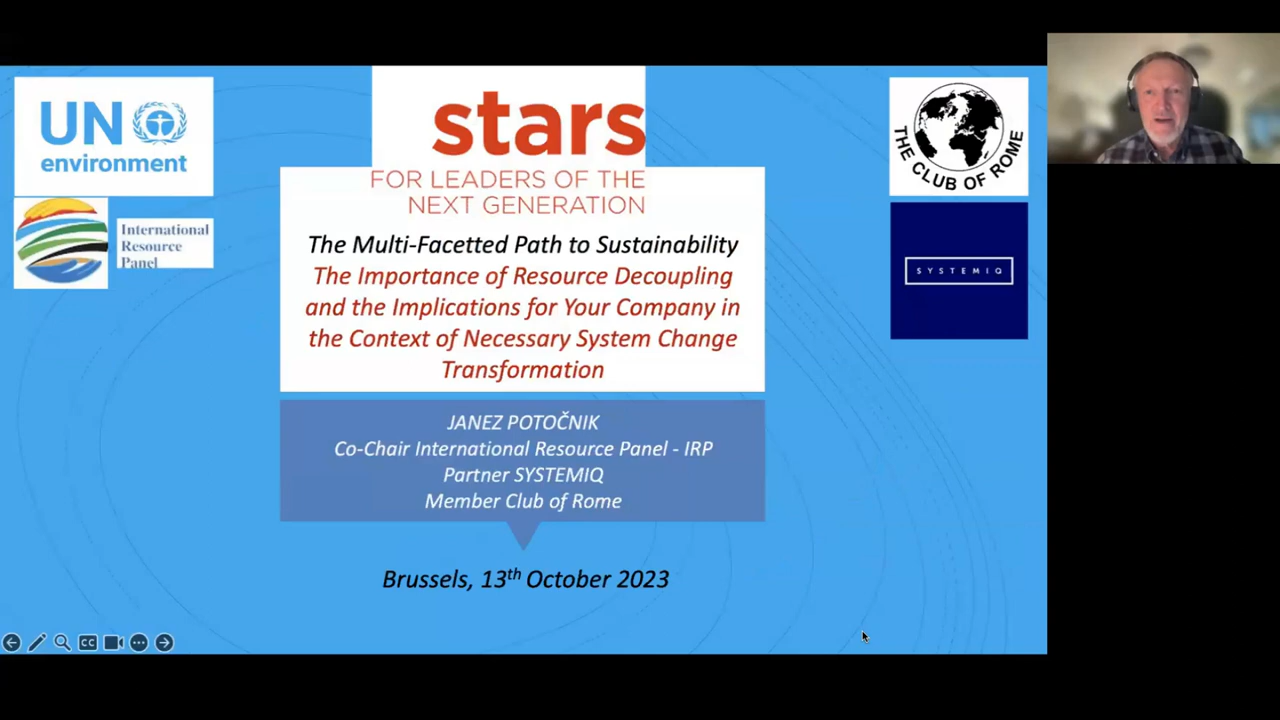 UN
environment
International
Resource
Panel
stars
FOR LEADERS OF THE
NEXT GENERATION
The Multi-Facetted Path to Sustainability
The Importance of Resource Decoupling
and the Implications for Your Company in
the Context of Necessary System Change
Transformation
JANEZ POTOČNIK
Co-Chair International Resource Panel - IRP
Partner SYSTEMIQ
Member Club of Rome
Brussels, 13th October 2023
THE CLUB OF ROME
SYSTEMIQ
CC